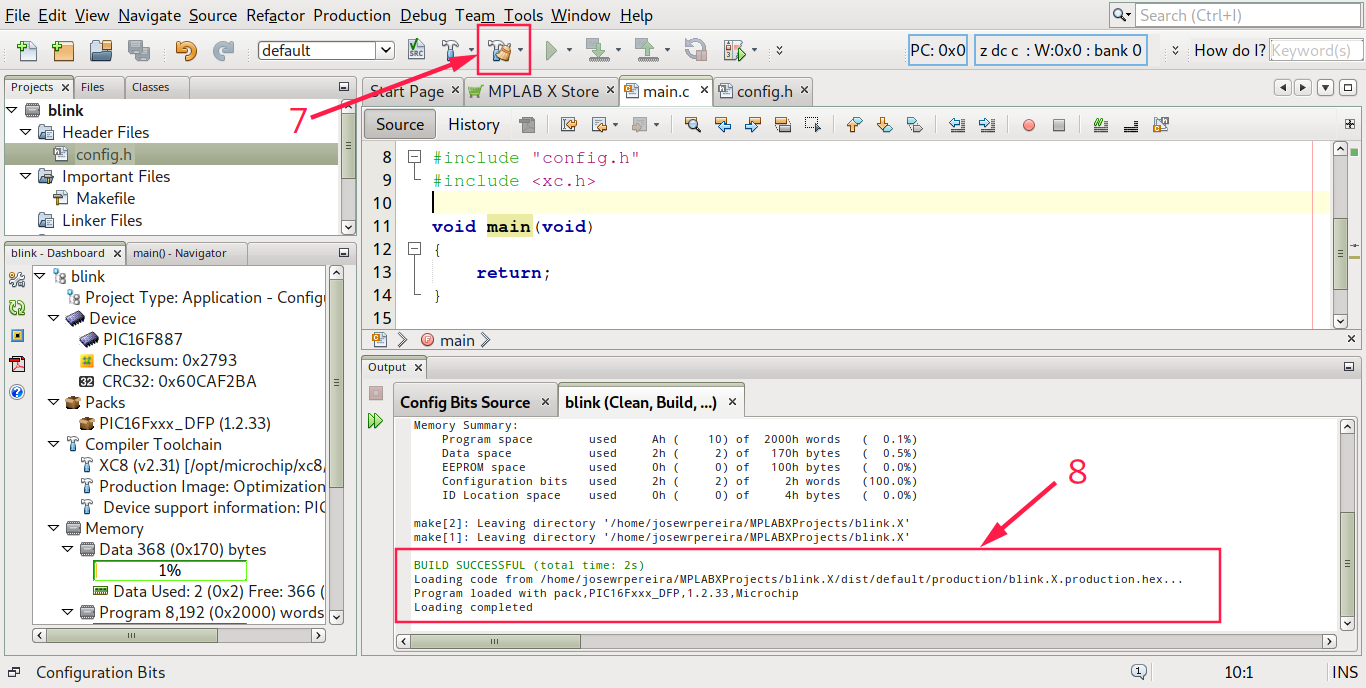 File Edit View Navigate Source Refactor Production Debug Team Tools Window Help
Search (Ctrl+I)
default
PC: 0x0
z dc c : W:0x0 : bank 0
How do I?
Keyword(s)
7
Projects
Files
Classes
blink
Header Files
config.h
Important Files
Makefile
Linker Files
blink - Dashboard
main() - Navigator
blink
Project Type: Application - Configu
Device
PIC16F887
Checksum: 0x2793
CRC32: 0x60CAF2BA
Packs
PIC16Fxxx_DFP (1.2.33)
Compiler Toolchain
XC8 (v2.31) [/opt/microchip/xc8/
Production Image: Optimization
Device support information: PIC
Memory
Data 368 (0x170) bytes
1%
Data Used: 2 (0x2) Free: 366 (
Program 8,192 (0x2000) words
Start Page
MPLAB X Store
main.c
config.h
Source
History
8 #include "config.h"
9 #include <xc.h>
10
11 void main(void)
12 {
13 return;
14 }
15
main
Output
Config Bits Source
blink (Clean, Build, ...)
Memory Summary:
Program space used Ah ( 10) of 2000h words ( 0.1%)
Data space used 2h ( 2) of 170h bytes ( 0.5%)
EEPROM space used 0h ( 0) of 100h bytes ( 0.0%)
Configuration bits used 2h ( 2) of 2h words (100.0%)
ID Location space used 0h ( 0) of 4h bytes ( 0.0%)
make[2]: Leaving directory '/home/josewrpereira/MPLABXProjects/blink.X'
make[1]: Leaving directory '/home/josewrpereira/MPLABXProjects/blink.X'
8
BUILD SUCCESSFUL (total time: 2s)
Loading code from /home/josewrpereira/MPLABXProjects/blink.X/dist/default/production/blink.X.production.hex...
Program loaded with pack,PIC16Fxxx_DFP,1.2.33,Microchip
Loading completed
Configuration Bits
1
10:1
INS